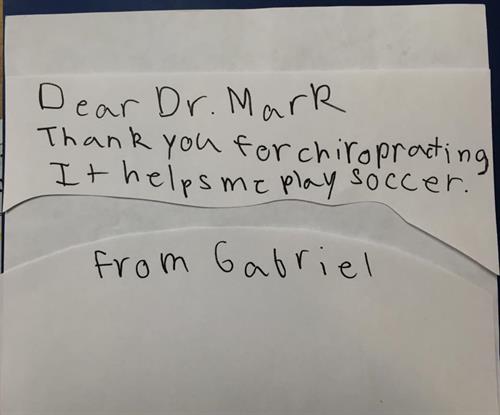 Dear Dr. Mark
Thank you for chiropracting
It helps me play soccer.
from Gabriel